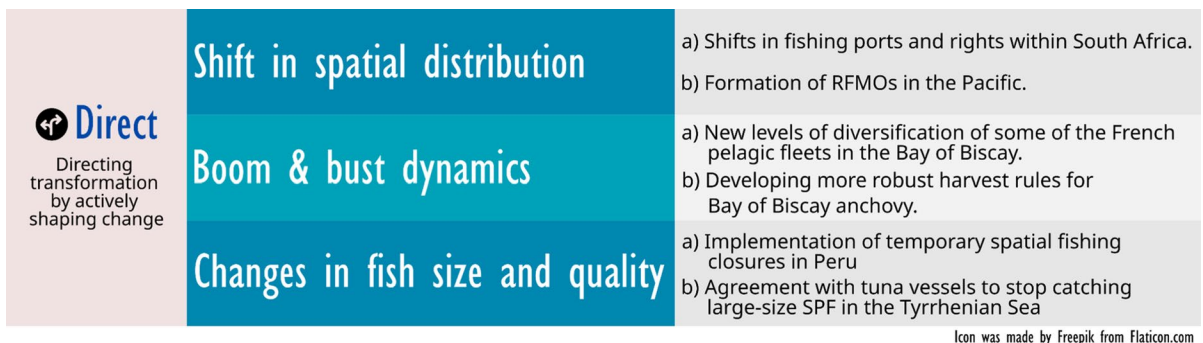 Direct
Directing
transformation
by actively
shaping change
Shift in spatial distribution
a) Shifts in fishing ports and rights within South Africa.
b) Formation of RFMOs in the Pacific.
Boom & bust dynamics
a) New levels of diversification of some of the French
pelagic fleets in the Bay of Biscay.
b) Developing more robust harvest rules for
Bay of Biscay anchovy.
Changes in fish size and quality
a) Implementation of temporary spatial fishing
closures in Peru
b) Agreement with tuna vessels to stop catching
large-size SPF in the Tyrrhenian Sea
Icon was made by Freepik from Flaticon.com